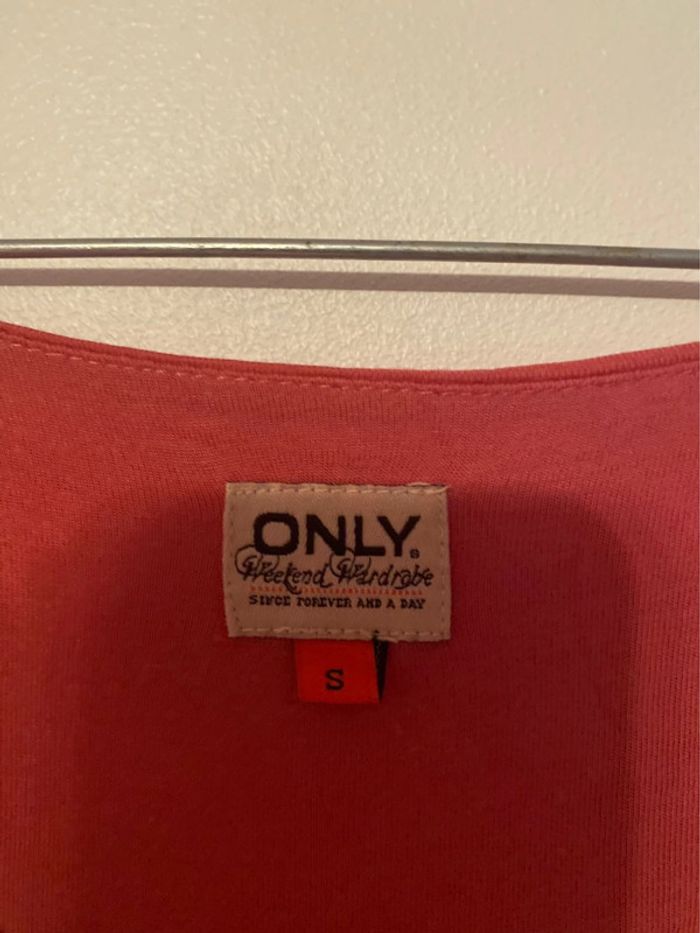 ONLY®
Weekend Wardrobe
SINCE FOREVER AND A DAY
S